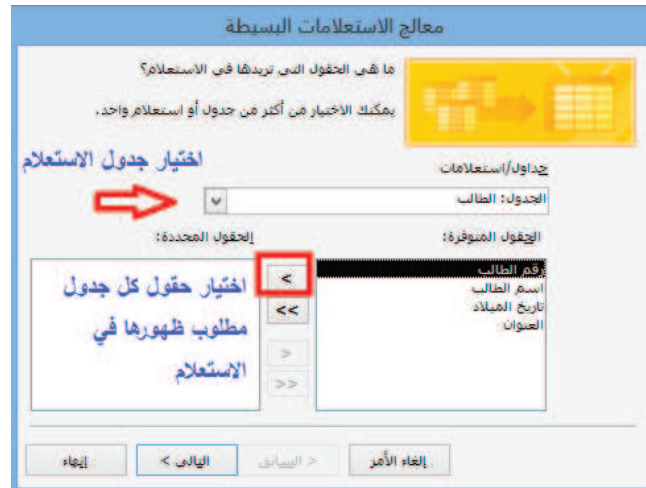 معالج الاستعلامات البسيطة
ما هي الحقول التي تريدها في الاستعلام؟
يمكنك الاختيار من أكثر من جدول أو استعلام واحد.
اختيار جدول الاستعلام
جداول/استعلامات
الجدول: الطالب
الحقول المتوفرة:
الحقول المحددة:
رقم الطالب
اسم الطالب
تاريخ الميلاد
العنوان
<
<<
>
>>
اختيار حقول كل جدول
مطلوب ظهورها في
الاستعلام
إلغاء الأمر
< السابق
التالي >
إنهاء